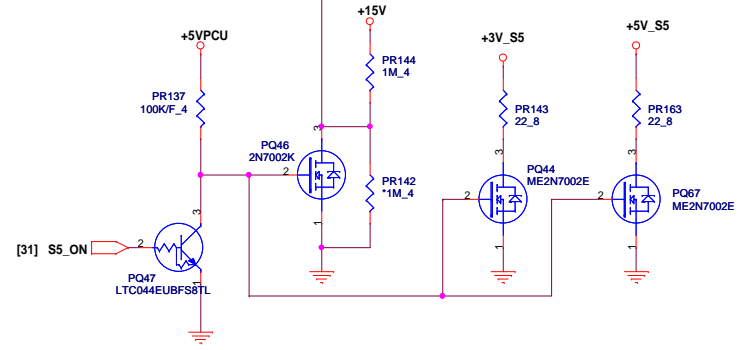 +15V
+5VPCU
+3V_S5
+5V_S5
PR144
1M_4
PR137
100K/F_4
PR143
22_8
PR163
22_8
3
PQ46
2N7002K
2
1
PR142
*1M_4
3
PQ44
ME2N7002E
2
1
3
PQ67
ME2N7002E
2
1
3
[31] S5_ON
2
1
PQ47
LTC044EUBFS8TL